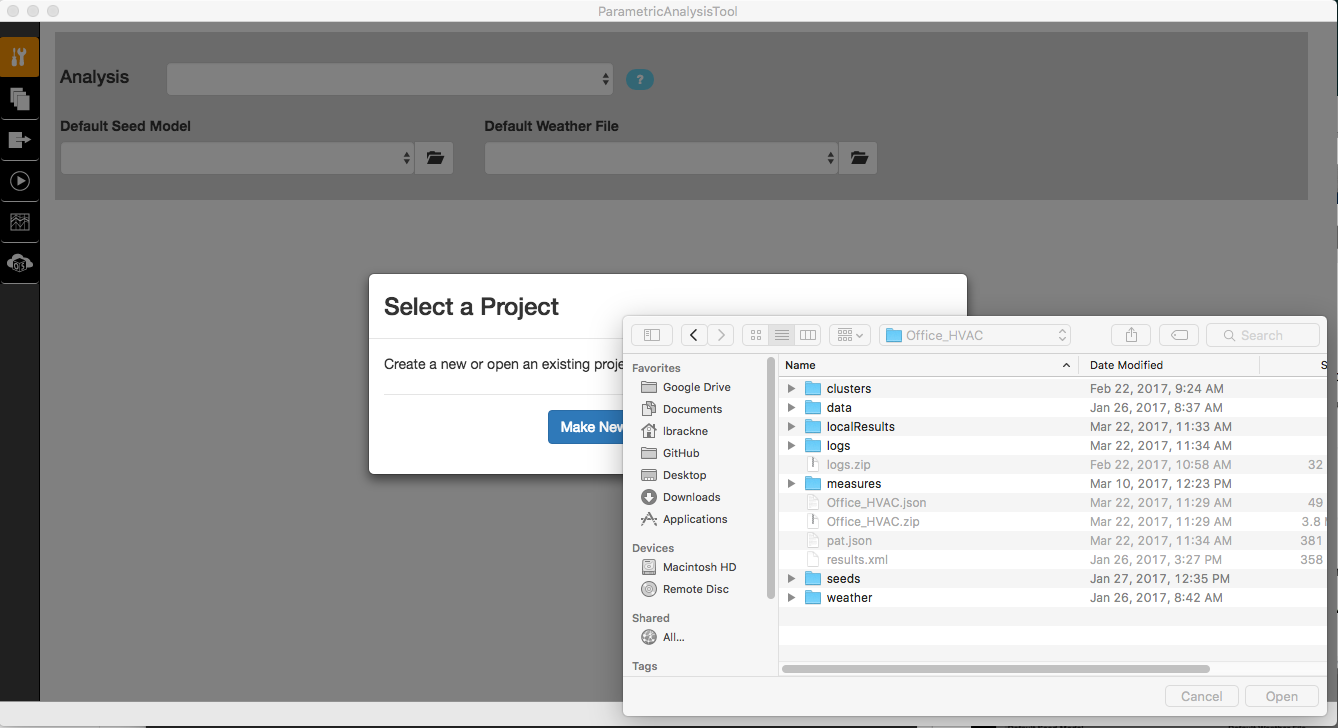 ParametricAnalysisTool
Analysis
?
Default Seed Model
Default Weather File
Select a Project
Create a new or open an existing proje
Make New
Office_HVAC
Search
Favorites
Google Drive
Documents
lbrackne
GitHub
Desktop
Downloads
Applications
Devices
Macintosh HD
Remote Disc
Shared
All...
Tags
Name Date Modified S
clusters Feb 22, 2017, 9:24 AM
data Jan 26, 2017, 8:37 AM
localResults Mar 22, 2017, 11:33 AM
logs Mar 22, 2017, 11:34 AM
logs.zip Feb 22, 2017, 10:58 AM 32
measures Mar 10, 2017, 12:23 PM
Office_HVAC.json Mar 22, 2017, 11:29 AM 49
Office_HVAC.zip Mar 22, 2017, 11:29 AM 3.8
pat.json Mar 22, 2017, 11:34 AM 381
results.xml Jan 26, 2017, 3:27 PM 358
seeds Jan 27, 2017, 12:35 PM
weather Jan 26, 2017, 8:42 AM
Cancel Open